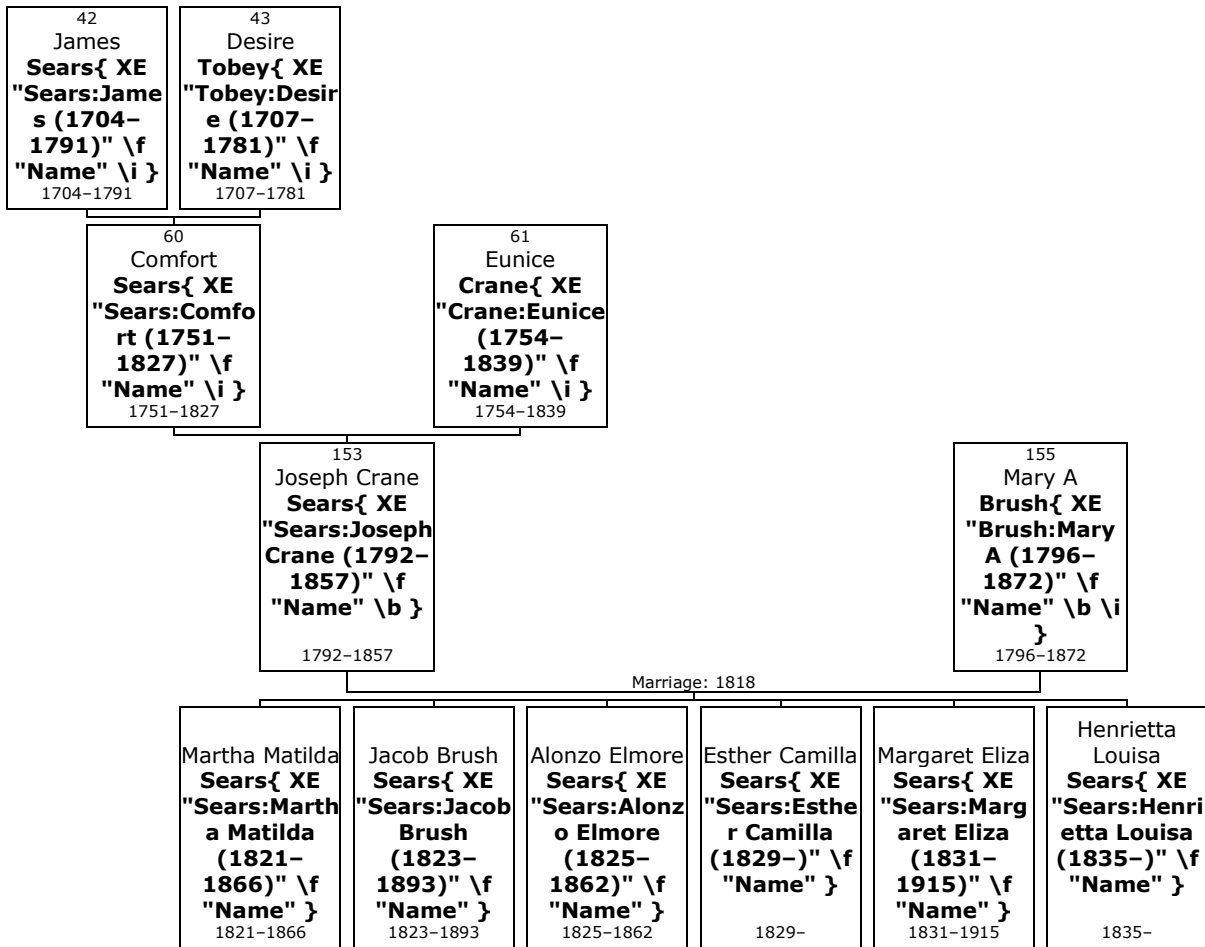 42
James
Sears{ XE
"Sears:Jame
s (1704–
1791)" \f
"Name" \i }
1704–1791
43
Desire
Tobey{ XE
"Tobey:Desir
e (1707–
1781)" \f
"Name" \i }
1707–1781
60
Comfort
Sears{ XE
"Sears:Comfo
rt (1751–
1827)" \f
"Name" \i }
1751–1827
61
Eunice
Crane{ XE
"Crane:Eunice
(1754–
1839)" \f
"Name" \i }
1754–1839
153
Joseph Crane
Sears{ XE
"Sears:Joseph
Crane (1792–
1857)" \f
"Name" \b }
1792–1857
155
Mary A
Brush{ XE
"Brush:Mary
A (1796–
1872)" \f
"Name" \b \i
}
1796–1872
Marriage: 1818
Martha Matilda
Sears{ XE
"Sears:Marth
a Matilda
(1821–
1866)" \f
"Name" }
1821–1866
Jacob Brush
Sears{ XE
"Sears:Jacob
Brush
(1823–
1893)" \f
"Name" }
1823–1893
Alonzo Elmore
Sears{ XE
"Sears:Alonz
o Elmore
(1825–
1862)" \f
"Name" }
1825–1862
Esther Camilla
Sears{ XE
"Sears:Esthe
r Camilla
(1829–)" \f
"Name" }
1829–
Margaret Eliza
Sears{ XE
"Sears:Marg
aret Eliza
(1831–
1915)" \f
"Name" }
1831–1915
Henrietta
Louisa
Sears{ XE
"Sears:Henri
etta Louisa
(1835–)" \f
"Name" }
1835–